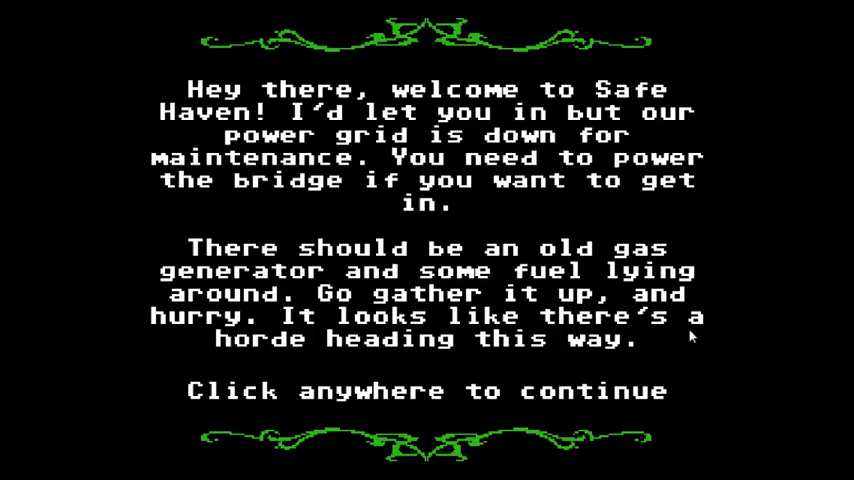 Hey there, welcome to Safe
Haven! I'd let you in but our
power grid is down for
maintenance. You need to power
the bridge if you want to get
in.
There should be an old gas
generator and some fuel lying
around. Go gather it up, and
hurry. It looks like there's a
horde heading this way.
Click anywhere to continue